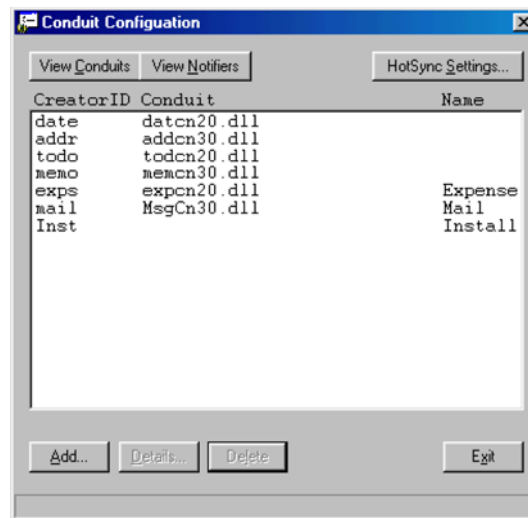 Conduit Configuation
View Conduits View Notifiers HotSync Settings...
CreatorID Conduit Name
date datcn20.dll
addr addcn30.dll
todo todcn20.dll
memo memcn30.dll
exps expcn20.dll Expense
mail MsgCn30.dll Mail
Inst Install
Add... Details... Delete Exit